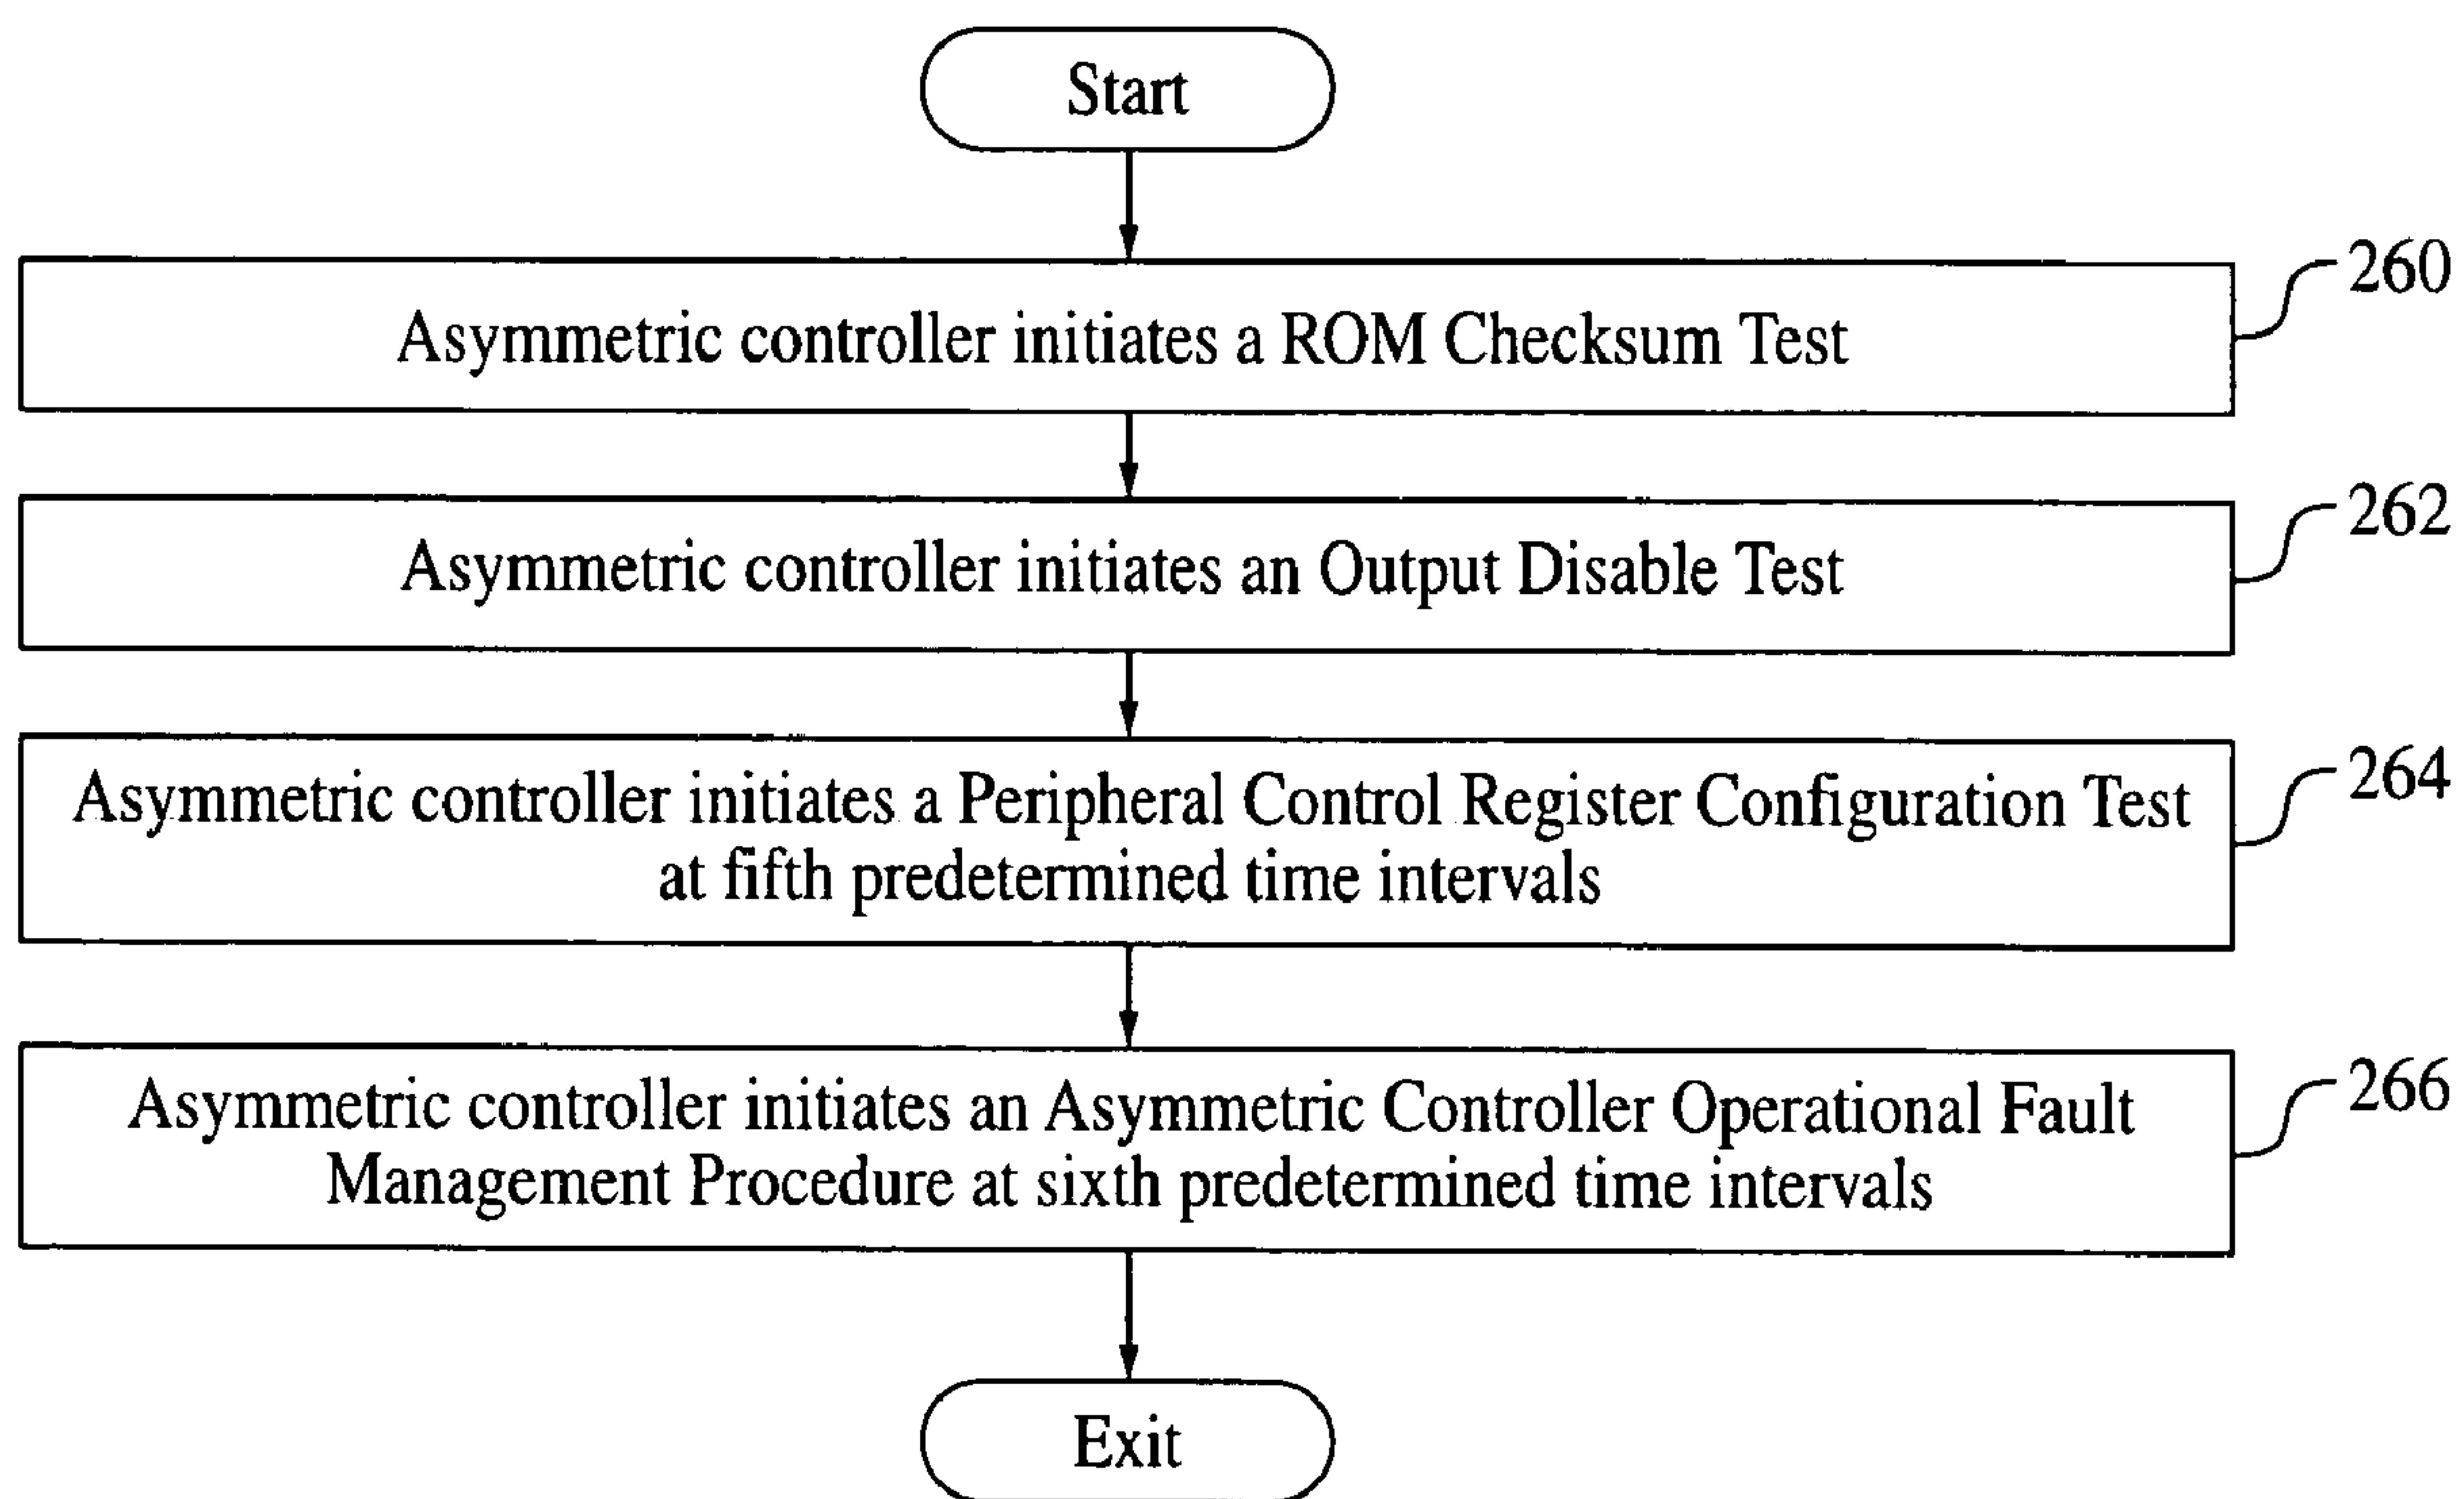 Start
260
Asymmetric controller initiates a ROM Checksum Test
262
Asymmetric controller initiates an Output Disable Test
264
Asymmetric controller initiates a Peripheral Control Register Configuration Test
at fifth predetermined time intervals
266
Asymmetric controller initiates an Asymmetric Controller Operational Fault
Management Procedure at sixth predetermined time intervals
Exit